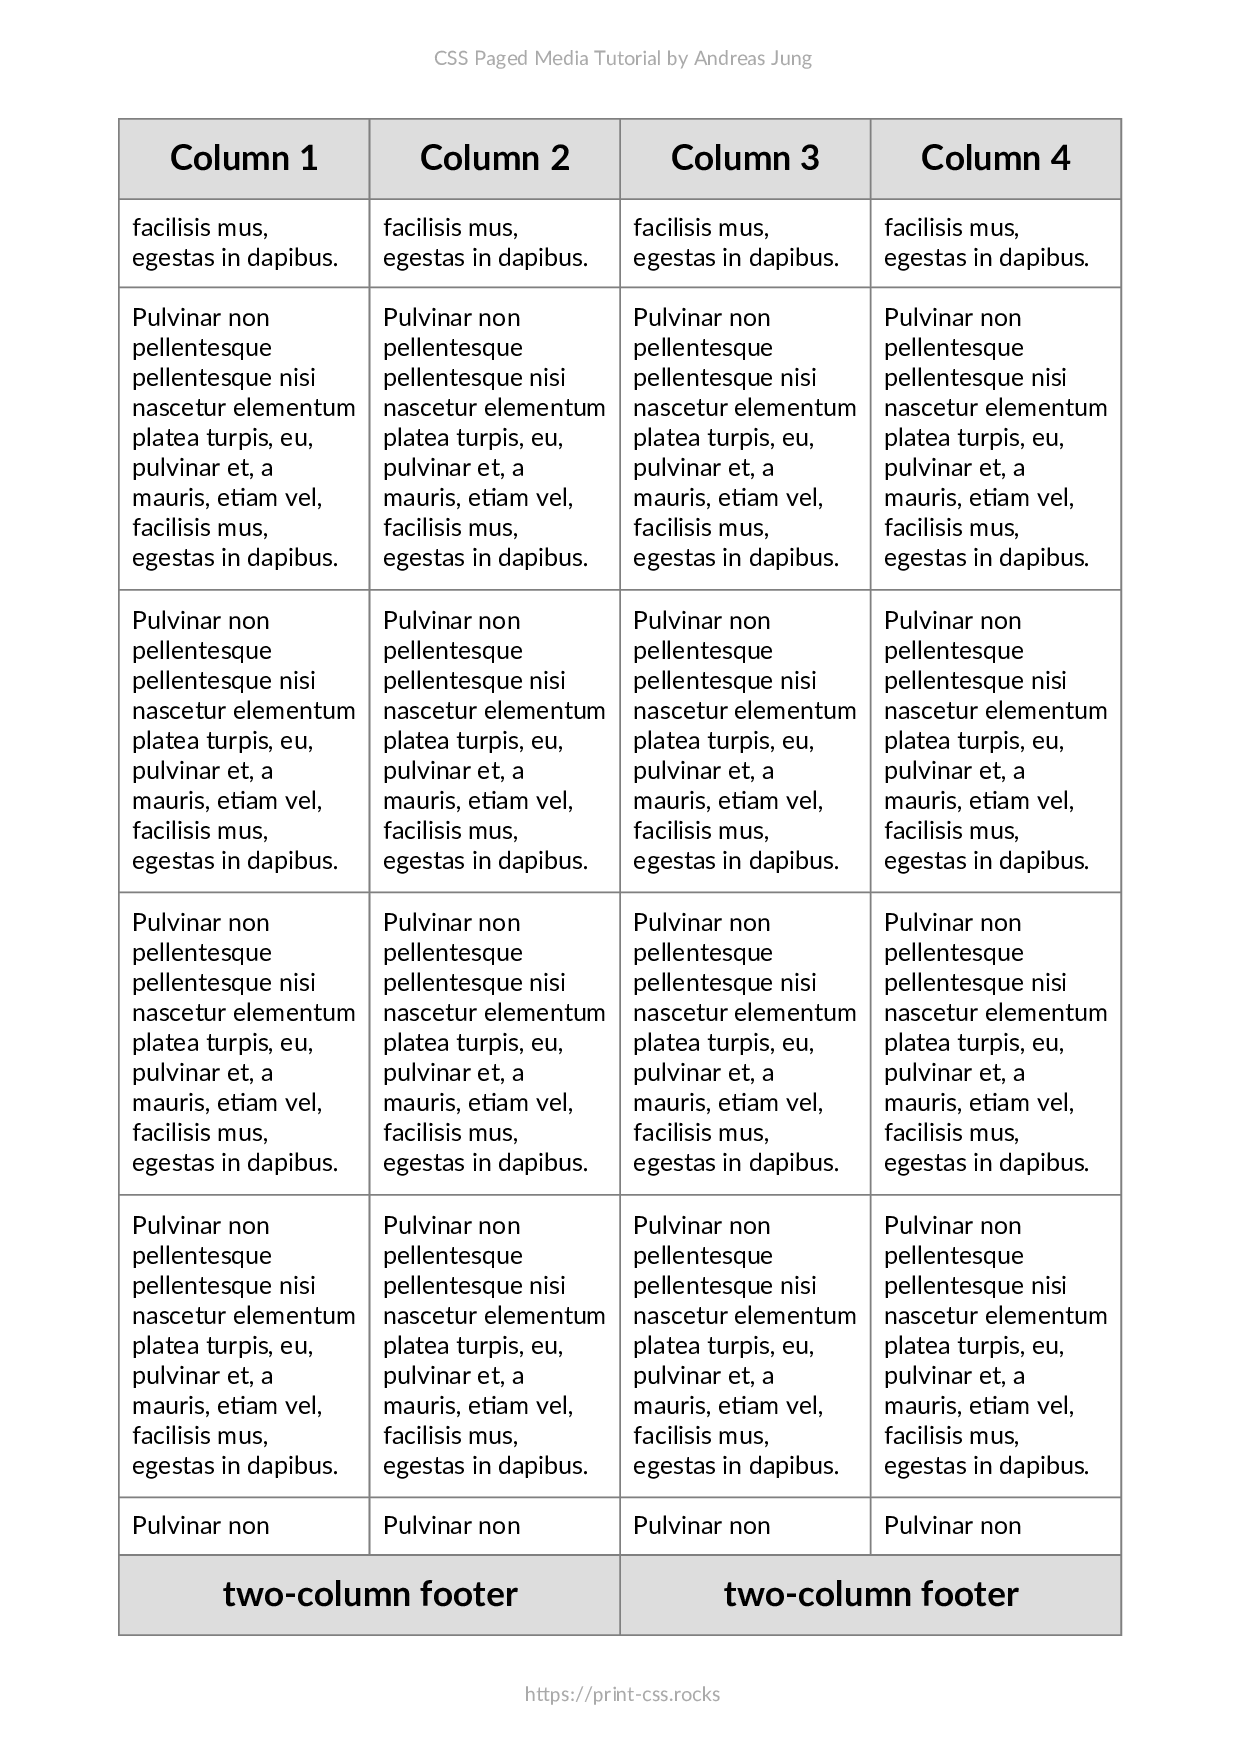 CSS Paged Media Tutorial by Andreas Jung
Column 1 Column 2 Column 3 Column 4
facilisis mus, facilisis mus, facilisis mus, facilisis mus,
egestas in dapibus. egestas in dapibus. egestas in dapibus. egestas in dapibus.
Pulvinar non Pulvinar non Pulvinar non Pulvinar non
pellentesque pellentesque pellentesque pellentesque
pellentesque nisi pellentesque nisi pellentesque nisi pellentesque nisi
nascetur elementum nascetur elementum nascetur elementum nascetur elementum
platea turpis, eu, platea turpis, eu, platea turpis, eu, platea turpis, eu,
pulvinar et, a pulvinar et, a pulvinar et, a pulvinar et, a
mauris, etiam vel, mauris, etiam vel, mauris, etiam vel, mauris, etiam vel,
facilisis mus, facilisis mus, facilisis mus, facilisis mus,
egestas in dapibus. egestas in dapibus. egestas in dapibus. egestas in dapibus.
Pulvinar non Pulvinar non Pulvinar non Pulvinar non
pellentesque pellentesque pellentesque pellentesque
pellentesque nisi pellentesque nisi pellentesque nisi pellentesque nisi
nascetur elementum nascetur elementum nascetur elementum nascetur elementum
platea turpis, eu, platea turpis, eu, platea turpis, eu, platea turpis, eu,
pulvinar et, a pulvinar et, a pulvinar et, a pulvinar et, a
mauris, etiam vel, mauris, etiam vel, mauris, etiam vel, mauris, etiam vel,
facilisis mus, facilisis mus, facilisis mus, facilisis mus,
egestas in dapibus. egestas in dapibus. egestas in dapibus. egestas in dapibus.
Pulvinar non Pulvinar non Pulvinar non Pulvinar non
pellentesque pellentesque pellentesque pellentesque
pellentesque nisi pellentesque nisi pellentesque nisi pellentesque nisi
nascetur elementum nascetur elementum nascetur elementum nascetur elementum
platea turpis, eu, platea turpis, eu, platea turpis, eu, platea turpis, eu,
pulvinar et, a pulvinar et, a pulvinar et, a pulvinar et, a
mauris, etiam vel, mauris, etiam vel, mauris, etiam vel, mauris, etiam vel,
facilisis mus, facilisis mus, facilisis mus, facilisis mus,
egestas in dapibus. egestas in dapibus. egestas in dapibus. egestas in dapibus.
Pulvinar non Pulvinar non Pulvinar non Pulvinar non
pellentesque pellentesque pellentesque pellentesque
pellentesque nisi pellentesque nisi pellentesque nisi pellentesque nisi
nascetur elementum nascetur elementum nascetur elementum nascetur elementum
platea turpis, eu, platea turpis, eu, platea turpis, eu, platea turpis, eu,
pulvinar et, a pulvinar et, a pulvinar et, a pulvinar et, a
mauris, etiam vel, mauris, etiam vel, mauris, etiam vel, mauris, etiam vel,
facilisis mus, facilisis mus, facilisis mus, facilisis mus,
egestas in dapibus. egestas in dapibus. egestas in dapibus. egestas in dapibus.
Pulvinar non Pulvinar non Pulvinar non Pulvinar non
two-column footer two-column footer
https://print-css.rocks